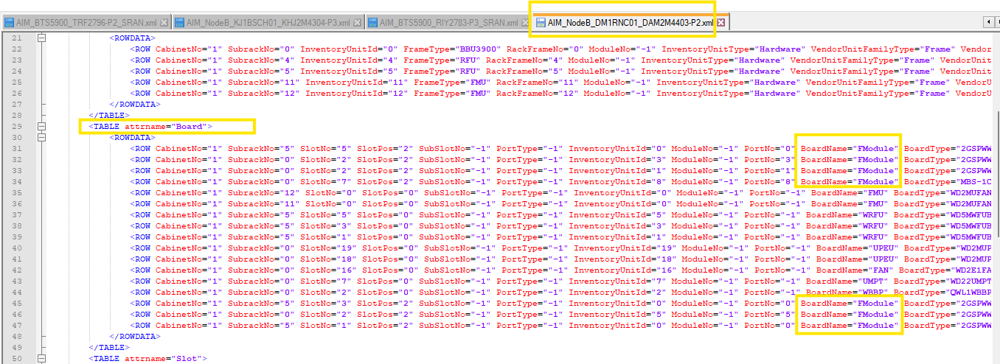 AIM_BTS5900_TRF2796-P2_SRAN.xml AIM_NodeB_KJ1BSCH01_KHJ2M4304-P3.xml AIM_BTS5900_RIY2783-P3_SRAN.xml AIM_NodeB_DM1RNC01_DAM2M4403-P2.xml
21 <ROWDATA>
22 <ROW CabinetNo="1" SubrackNo="0" InventoryUnitId="0" FrameType="BBU3900" RackFrameNo="0" ModuleNo="-1" InventoryUnitType="Hardware" VendorUnitFamilyType="Frame" Vendor
23 <ROW CabinetNo="1" SubrackNo="4" InventoryUnitId="4" FrameType="RFU" RackFrameNo="4" ModuleNo="-1" InventoryUnitType="Hardware" VendorUnitFamilyType="Frame" VendorUnit
24 <ROW CabinetNo="1" SubrackNo="5" InventoryUnitId="5" FrameType="RFU" RackFrameNo="5" ModuleNo="-1" InventoryUnitType="Hardware" VendorUnitFamilyType="Frame" VendorUnit
25 <ROW CabinetNo="1" SubrackNo="11" InventoryUnitId="11" FrameType="FMU" RackFrameNo="11" ModuleNo="-1" InventoryUnitType="Hardware" VendorUnitFamilyType="Frame" VendorU
26 <ROW CabinetNo="1" SubrackNo="12" InventoryUnitId="12" FrameType="FMU" RackFrameNo="12" ModuleNo="-1" InventoryUnitType="Hardware" VendorUnitFamilyType="Frame" VendorU
27 </ROWDATA>
28 </TABLE>
29 <TABLE attrname="Board">
30 <ROWDATA>
31 <ROW CabinetNo="1" SubrackNo="5" SlotNo="5" SlotPos="2" SubSlotNo="-1" PortType="-1" InventoryUnitId="0" ModuleNo="-1" PortNo="0" BoardName="FModule" BoardType="2GSPWW
32 <ROW CabinetNo="1" SubrackNo="0" SlotNo="2" SlotPos="2" SubSlotNo="-1" PortType="-1" InventoryUnitId="3" ModuleNo="-1" PortNo="3" BoardName="FModule" BoardType="2GSPWW
33 <ROW CabinetNo="1" SubrackNo="0" SlotNo="2" SlotPos="2" SubSlotNo="-1" PortType="-1" InventoryUnitId="1" ModuleNo="-1" PortNo="1" BoardName="FModule" BoardType="2GSPWW
34 <ROW CabinetNo="1" SubrackNo="0" SlotNo="7" SlotPos="2" SubSlotNo="-1" PortType="-1" InventoryUnitId="8" ModuleNo="-1" PortNo="8" BoardName="FModule" BoardType="MBS-1C
35 <ROW CabinetNo="1" SubrackNo="12" SlotNo="0" SlotPos="0" SubSlotNo="-1" PortType="-1" InventoryUnitId="0" ModuleNo="-1" PortNo="-1" BoardName="FMU" BoardType="WD2MUFAN
36 <ROW CabinetNo="1" SubrackNo="11" SlotNo="0" SlotPos="0" SubSlotNo="-1" PortType="-1" InventoryUnitId="0" ModuleNo="-1" PortNo="-1" BoardName="FMU" BoardType="WD2MUFAN
37 <ROW CabinetNo="1" SubrackNo="5" SlotNo="5" SlotPos="0" SubSlotNo="-1" PortType="-1" InventoryUnitId="5" ModuleNo="-1" PortNo="-1" BoardName="WRFU" BoardType="WD5MWFUB
38 <ROW CabinetNo="1" SubrackNo="5" SlotNo="3" SlotPos="0" SubSlotNo="-1" PortType="-1" InventoryUnitId="3" ModuleNo="-1" PortNo="-1" BoardName="WRFU" BoardType="WD5MWFUB
39 <ROW CabinetNo="1" SubrackNo="5" SlotNo="1" SlotPos="0" SubSlotNo="-1" PortType="-1" InventoryUnitId="1" ModuleNo="-1" PortNo="-1" BoardName="WRFU" BoardType="WD5MWFUB
40 <ROW CabinetNo="1" SubrackNo="0" SlotNo="19" SlotPos="0" SubSlotNo="-1" PortType="-1" InventoryUnitId="19" ModuleNo="-1" PortNo="-1" BoardName="UPEU" BoardType="WD2MUP
41 <ROW CabinetNo="1" SubrackNo="0" SlotNo="18" SlotPos="0" SubSlotNo="-1" PortType="-1" InventoryUnitId="18" ModuleNo="-1" PortNo="-1" BoardName="UPEU" BoardType="WD2MUP
42 <ROW CabinetNo="1" SubrackNo="0" SlotNo="16" SlotPos="0" SubSlotNo="-1" PortType="-1" InventoryUnitId="16" ModuleNo="-1" PortNo="-1" BoardName="FAN" BoardType="WD2E1FA
43 <ROW CabinetNo="1" SubrackNo="0" SlotNo="7" SlotPos="0" SubSlotNo="-1" PortType="-1" InventoryUnitId="7" ModuleNo="-1" PortNo="-1" BoardName="UMPT" BoardType="WD22UMPT
44 <ROW CabinetNo="1" SubrackNo="0" SlotNo="2" SlotPos="0" SubSlotNo="-1" PortType="-1" InventoryUnitId="2" ModuleNo="-1" PortNo="-1" BoardName="WBBP" BoardType="QWL1WBBP
45 <ROW CabinetNo="1" SubrackNo="5" SlotNo="3" SlotPos="2" SubSlotNo="-1" PortType="-1" InventoryUnitId="0" ModuleNo="-1" PortNo="0" BoardName="FModule" BoardType="2GSPWW
46 <ROW CabinetNo="1" SubrackNo="0" SlotNo="2" SlotPos="2" SubSlotNo="-1" PortType="-1" InventoryUnitId="5" ModuleNo="-1" PortNo="5" BoardName="FModule" BoardType="2GSPWW
47 <ROW CabinetNo="1" SubrackNo="5" SlotNo="1" SlotPos="2" SubSlotNo="-1" PortType="-1" InventoryUnitId="0" ModuleNo="-1" PortNo="0" BoardName="FModule" BoardType="2GSPWW
48 </ROWDATA>
49 </TABLE>
50 <TABLE attrname="Slot">